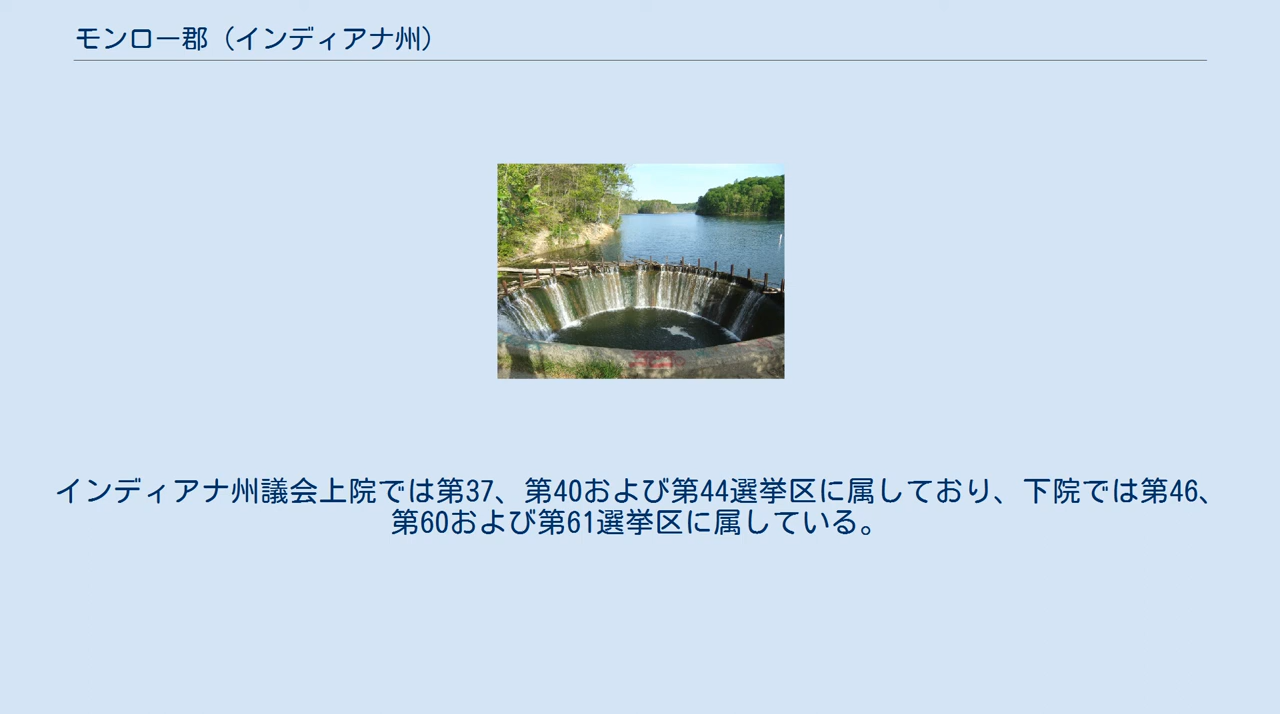 モンロー郡（インディアナ州）
インディアナ州議会上院では第37、第40および第44選挙区に属しており、下院では第46、
第60および第61選挙区に属している。